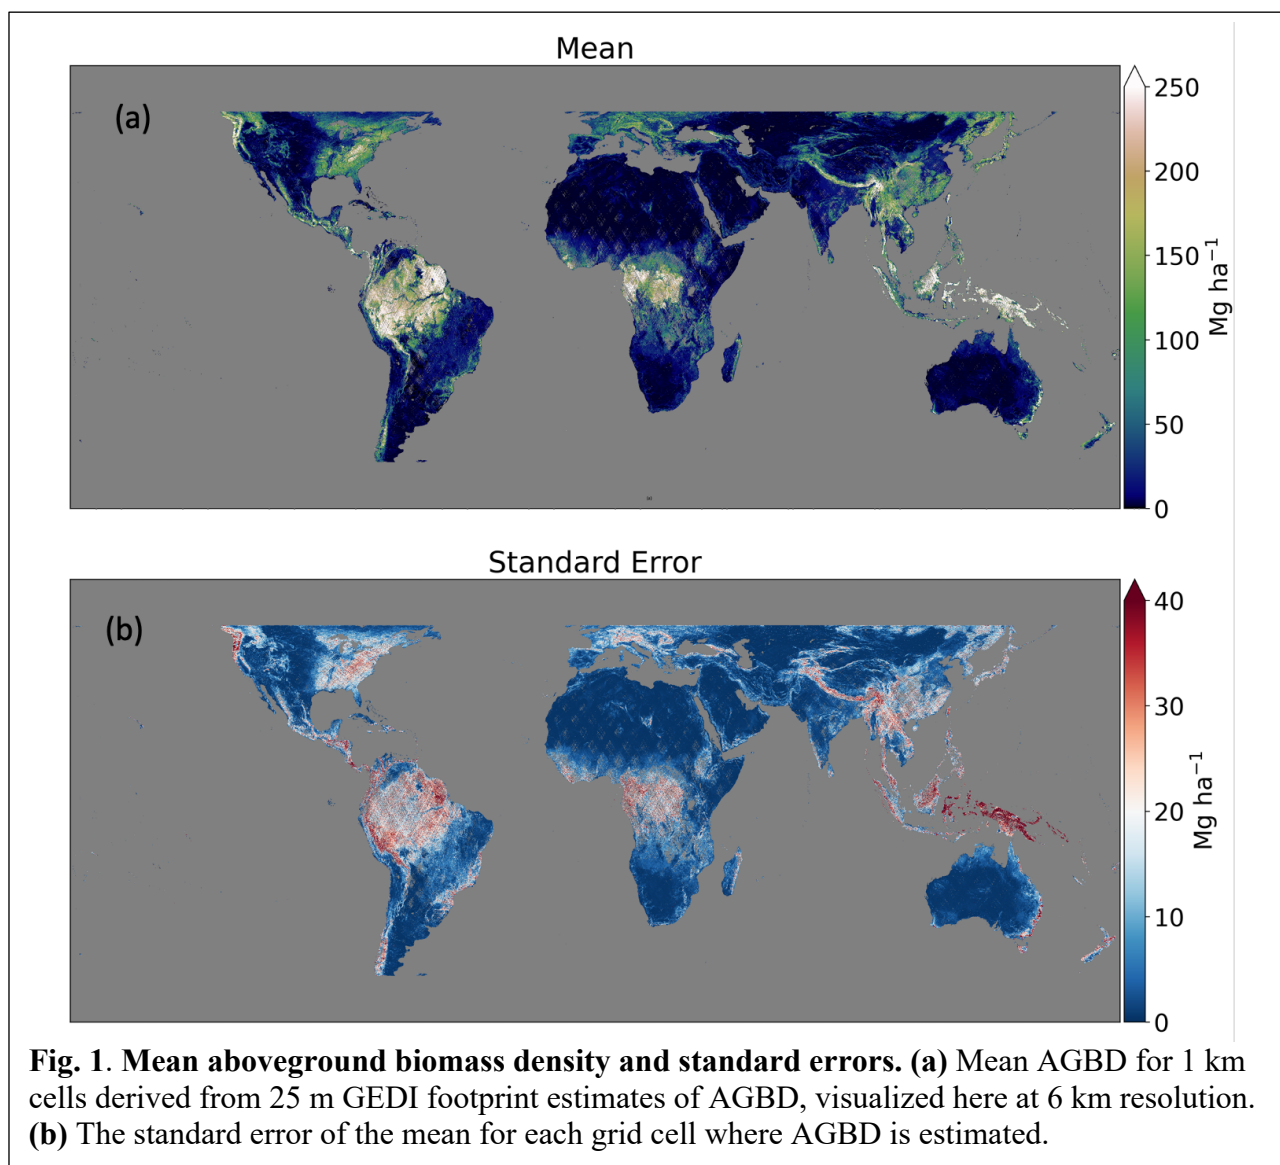 Mean
(a)
250
200
150
100
50
0
Mg ha⁻¹
Standard Error
(b)
40
30
20
10
0
Mg ha⁻¹
Fig. 1. Mean aboveground biomass density and standard errors. (a) Mean AGBD for 1 km
cells derived from 25 m GEDI footprint estimates of AGBD, visualized here at 6 km resolution.
(b) The standard error of the mean for each grid cell where AGBD is estimated.